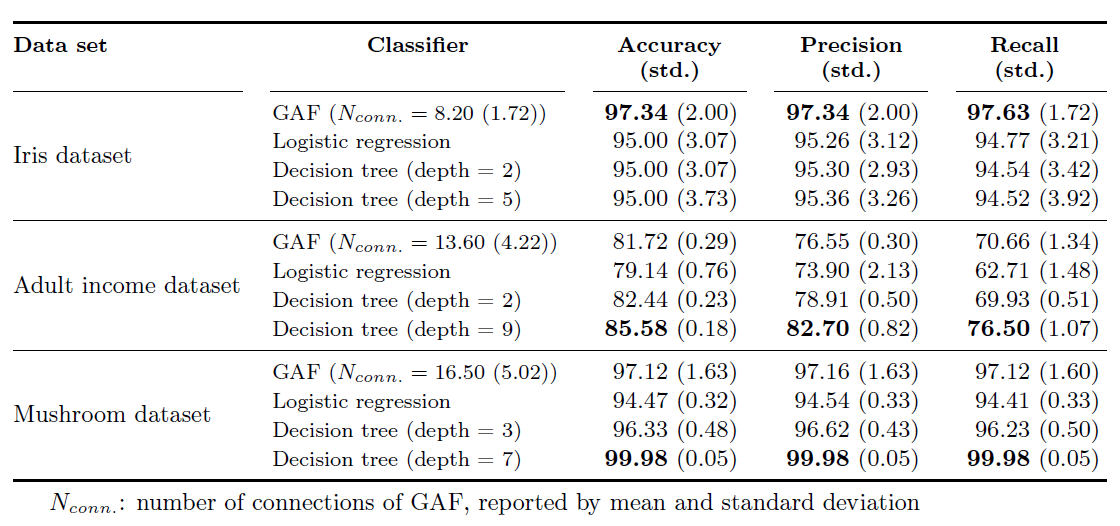 Data set Classifier Accuracy Precision Recall
(std.) (std.) (std.)
GAF (N_conn. = 8.20 (1.72)) 97.34 (2.00) 97.34 (2.00) 97.63 (1.72)
Logistic regression 95.00 (3.07) 95.26 (3.12) 94.77 (3.21)
Iris dataset
Decision tree (depth = 2) 95.00 (3.07) 95.30 (2.93) 94.54 (3.42)
Decision tree (depth = 5) 95.00 (3.73) 95.36 (3.26) 94.52 (3.92)
GAF (N_conn. = 13.60 (4.22)) 81.72 (0.29) 76.55 (0.30) 70.66 (1.34)
Logistic regression 79.14 (0.76) 73.90 (2.13) 62.71 (1.48)
Adult income dataset
Decision tree (depth = 2) 82.44 (0.23) 78.91 (0.50) 69.93 (0.51)
Decision tree (depth = 9) 85.58 (0.18) 82.70 (0.82) 76.50 (1.07)
GAF (N_conn. = 16.50 (5.02)) 97.12 (1.63) 97.16 (1.63) 97.12 (1.60)
Logistic regression 94.47 (0.32) 94.54 (0.33) 94.41 (0.33)
Mushroom dataset
Decision tree (depth = 3) 96.33 (0.48) 96.62 (0.43) 96.23 (0.50)
Decision tree (depth = 7) 99.98 (0.05) 99.98 (0.05) 99.98 (0.05)
N_conn.: number of connections of GAF, reported by mean and standard deviation